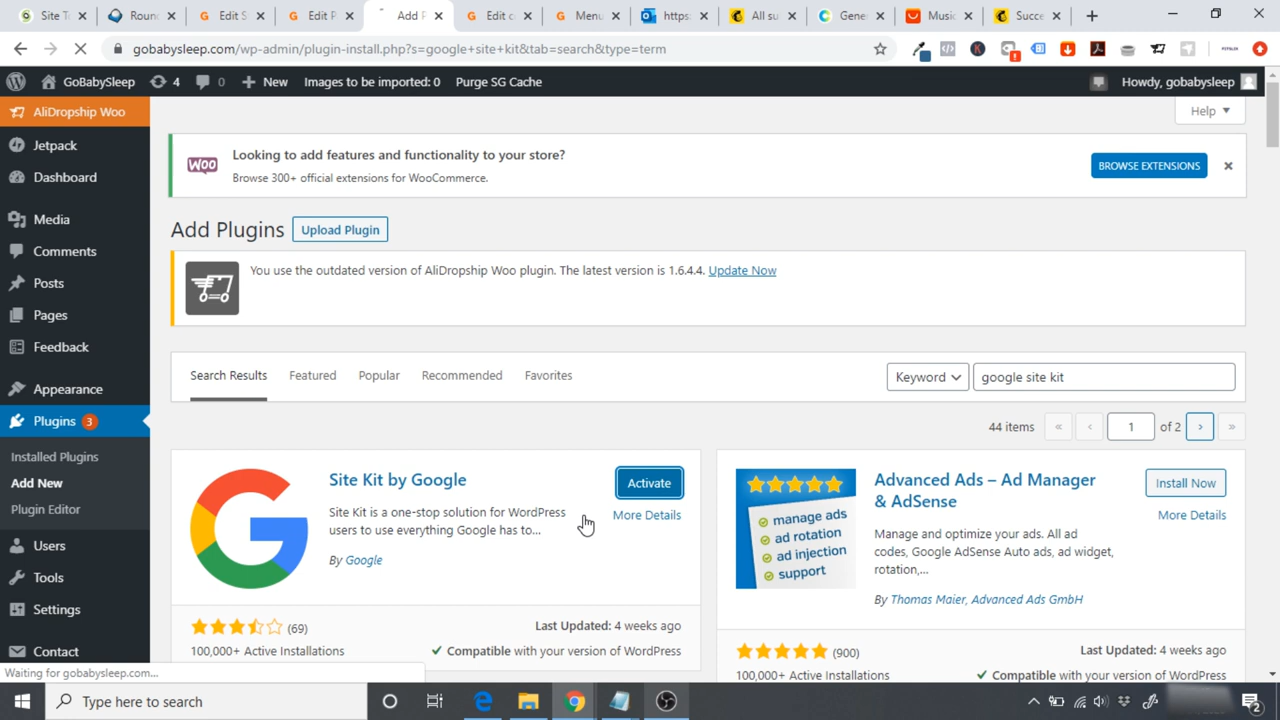 Site T
Roun
Edit S
Edit P
Add P
Edit c
Menu
https
All su
Gene
Music
Succe
gobabysleep.com/wp-admin/plugin-install.php?s=google+site+kit&tab=search&type=term
GoBabySleep
4
0
New
Images to be imported: 0
Purge SG Cache
Howdy, gobabysleep
AliDropship Woo
Help
Jetpack
WOO
Looking to add features and functionality to your store?
Browse 300+ official extensions for WooCommerce.
BROWSE EXTENSIONS
Dashboard
Media
Add Plugins
Upload Plugin
Comments
Posts
You use the outdated version of AliDropship Woo plugin. The latest version is 1.6.4.4. Update Now
Pages
Feedback
Search Results
Featured
Popular
Recommended
Favorites
Keyword
google site kit
Appearance
Plugins 3
44 items
«
‹
1
of 2
›
»
Installed Plugins
Add New
Plugin Editor
Users
Tools
Settings
Contact
Site Kit by Google
Activate
More Details
Site Kit is a one-stop solution for WordPress
users to use everything Google has to...
By Google
(69)
100,000+ Active Installations
Last Updated: 4 weeks ago
Compatible with your version of WordPress
manage ads
ad rotation
ad injection
support
Advanced Ads – Ad Manager
& AdSense
Install Now
More Details
Manage and optimize your ads. All ad
codes, Google AdSense Auto ads, ad widget,
rotation,...
By Thomas Maier, Advanced Ads GmbH
(900)
100,000+ Active Installations
Last Updated: 4 weeks ago
Compatible with your version of WordPress
Waiting for gobabysleep.com...
Type here to search
2